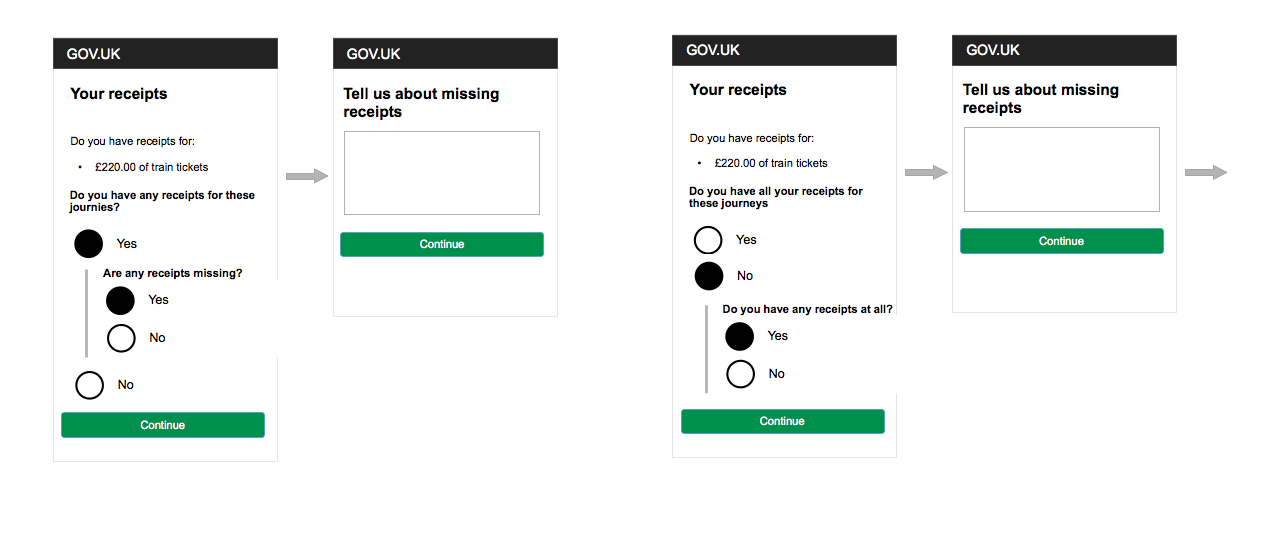 GOV.UK
Your receipts
Do you have receipts for:
• £220.00 of train tickets
Do you have any receipts for these
journies?
Yes
Are any receipts missing?
Yes
No
No
Continue
GOV.UK
Tell us about missing
receipts
Continue
GOV.UK
Your receipts
Do you have receipts for:
• £220.00 of train tickets
Do you have all your receipts for
these journeys
Yes
No
Do you have any receipts at all?
Yes
No
Continue
GOV.UK
Tell us about missing
receipts
Continue